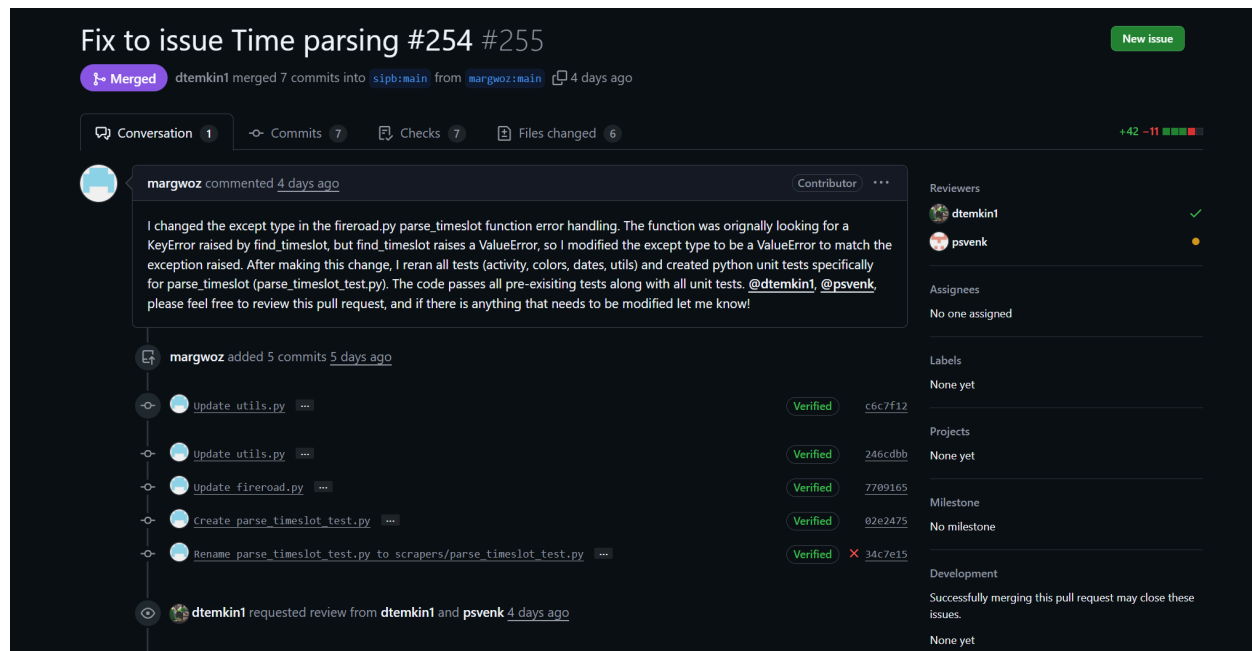 Fix to issue Time parsing #254 #255
New issue
Merged dtemkin1 merged 7 commits into sipb:main from margwoz:main 4 days ago
Conversation 1 Commits 7 Checks 7 Files changed 6
+42 −11
margwoz commented 4 days ago Contributor ...
I changed the except type in the fireroad.py parse_timeslot function error handling. The function was orignally looking for a
KeyError raised by find_timeslot, but find_timeslot raises a ValueError, so I modified the except type to be a ValueError to match the
exception raised. After making this change, I reran all tests (activity, colors, dates, utils) and created python unit tests specifically
for parse_timeslot (parse_timeslot_test.py). The code passes all pre-exisiting tests along with all unit tests. @dtemkin1, @psvenk,
please feel free to review this pull request, and if there is anything that needs to be modified let me know!
margwoz added 5 commits 5 days ago
Update utils.py ... Verified c6c7f12
Update utils.py ... Verified 246cdbb
Update fireroad.py ... Verified 7709165
Create parse_timeslot_test.py ... Verified 02e2475
Rename parse_timeslot_test.py to scrapers/parse_timeslot_test.py ... Verified 34c7e15
dtemkin1 requested review from dtemkin1 and psvenk 4 days ago
Reviewers
dtemkin1
psvenk
Assignees
No one assigned
Labels
None yet
Projects
None yet
Milestone
No milestone
Development
Successfully merging this pull request may close these
issues.
None yet